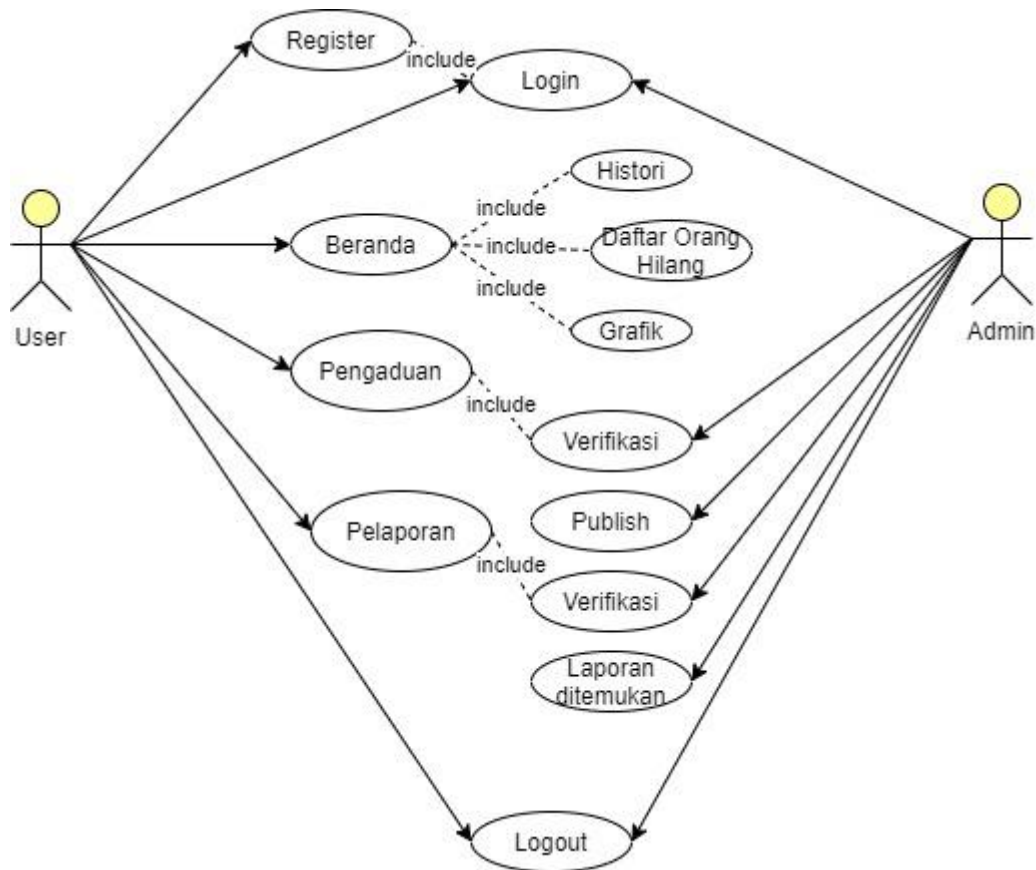 Register
include
Login
Histori
include
Beranda
include
Daftar Orang
Hilang
include
Grafik
User
Admin
Pengaduan
include
Verifikasi
Publish
Pelaporan
include
Verifikasi
Laporan
ditemukan
Logout